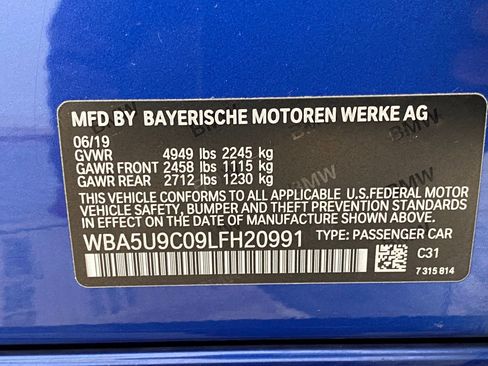 MFD BY BAYERISCHE MOTOREN WERKE AG
06/19
GVWR 4949 lbs 2245 kg
GAWR FRONT 2458 lbs 1115 kg
GAWR REAR 2712 lbs 1230 kg
THIS VEHICLE CONFORMS TO ALL APPLICABLE U.S.FEDERAL MOTOR
VEHICLE SAFETY, BUMPER AND THEFT PREVENTION STANDARDS
IN EFFECT ON THE DATE OF MANUFACTURE SHOWN ABOVE.
WBA5U9C09LFH20991 TYPE: PASSENGER CAR
C31
7 315 814
BMW
BMW
BMW